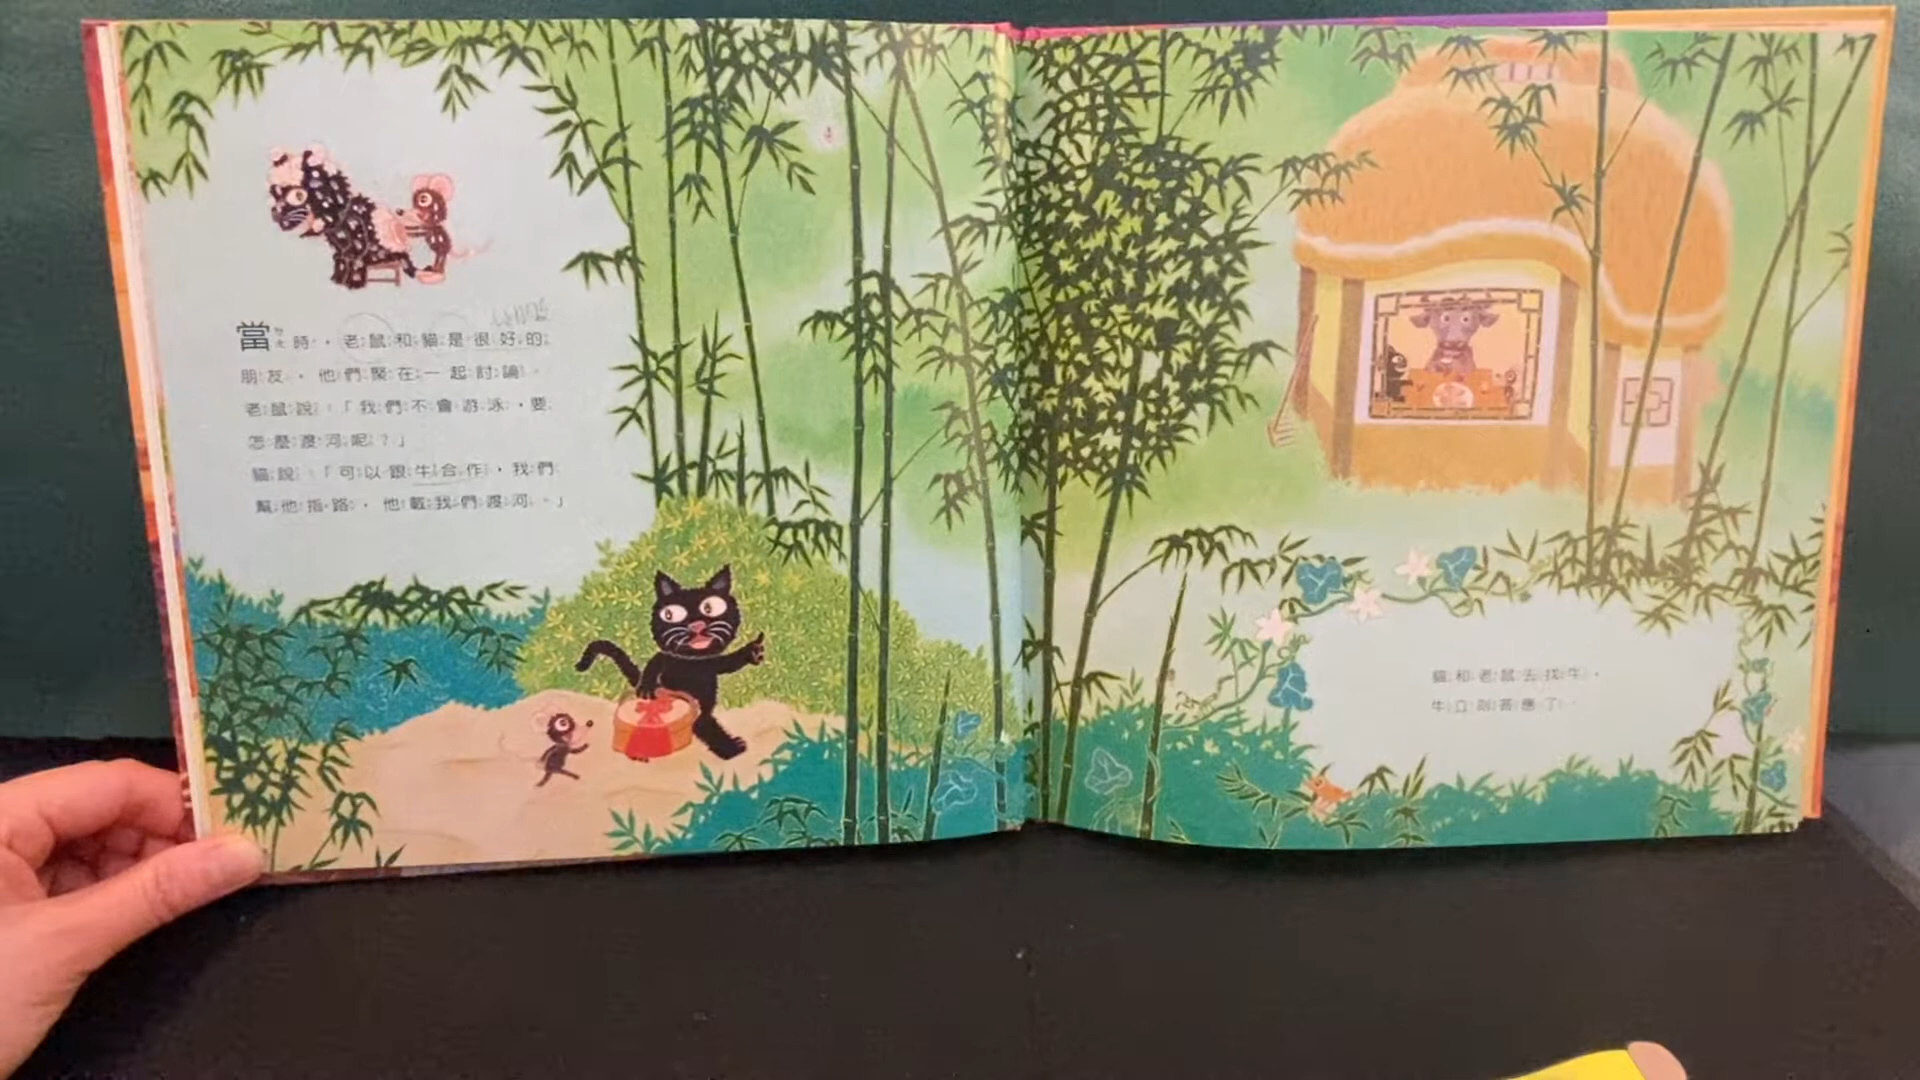 當時，老鼠和貓是很好的
朋友，他們聚在一起討論。
老鼠說：「我們不會游泳，要
怎麼渡河呢？」
貓說：「可以跟牛合作，我們
幫他指路，他載我們渡河。」
貓和老鼠去找牛，
牛立刻答應了。